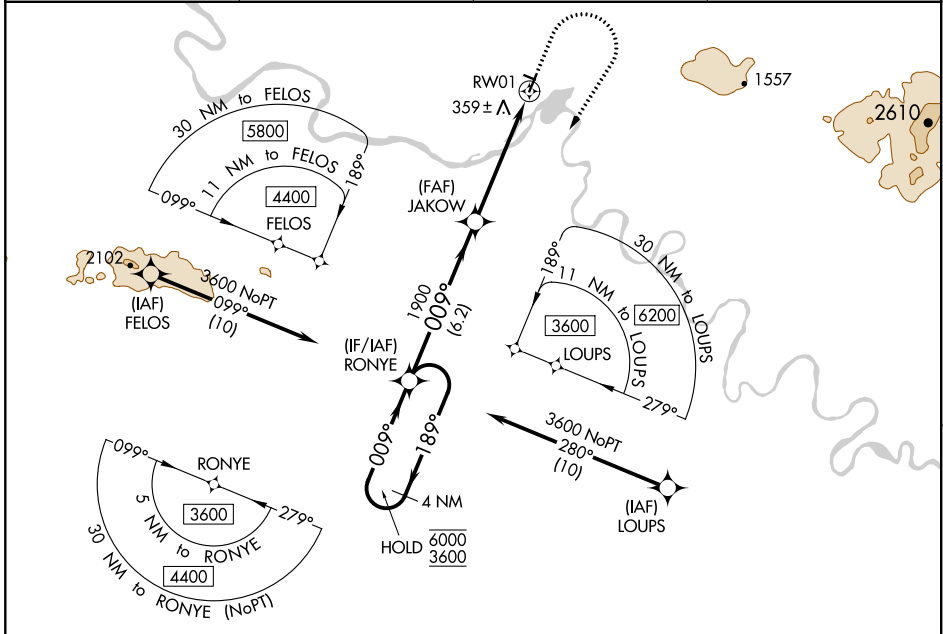 RW01
359 ±
1557
2610
30 NM to FELOS
5800
11 NM to FELOS
4400
099°
189°
FELOS
(FAF)
JAKOW
2102
(IAF)
FELOS
3600 NoPT
099°
(10)
1900
009°
(6.2)
(IF/IAF)
RONYE
189°
30 NM to LOUPS
6200
11 NM to LOUPS
3600
LOUPS
279°
009°
189°
4 NM
HOLD
6000
3600
3600 NoPT
280°
(10)
(IAF)
LOUPS
099°
RONYE
279°
3600
5 NM to RONYE
4400
30 NM to RONYE (NoPT)